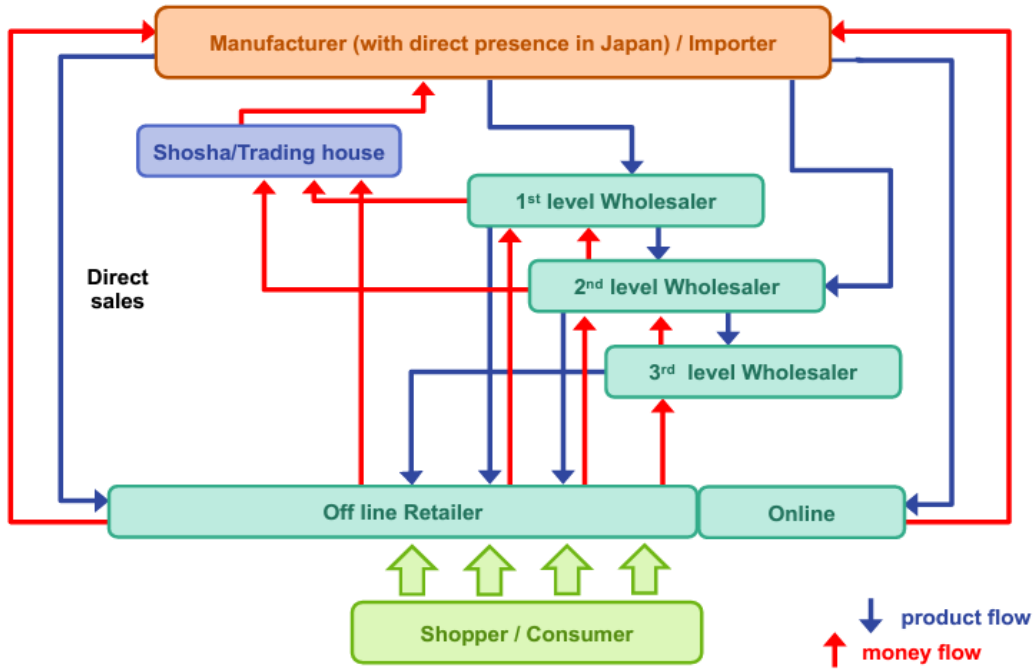 Manufacturer (with direct presence in Japan) / Importer
Shosha/Trading house
1st level Wholesaler
2nd level Wholesaler
Direct
sales
3rd level Wholesaler
Off line Retailer
Online
Shopper / Consumer
product flow
money flow